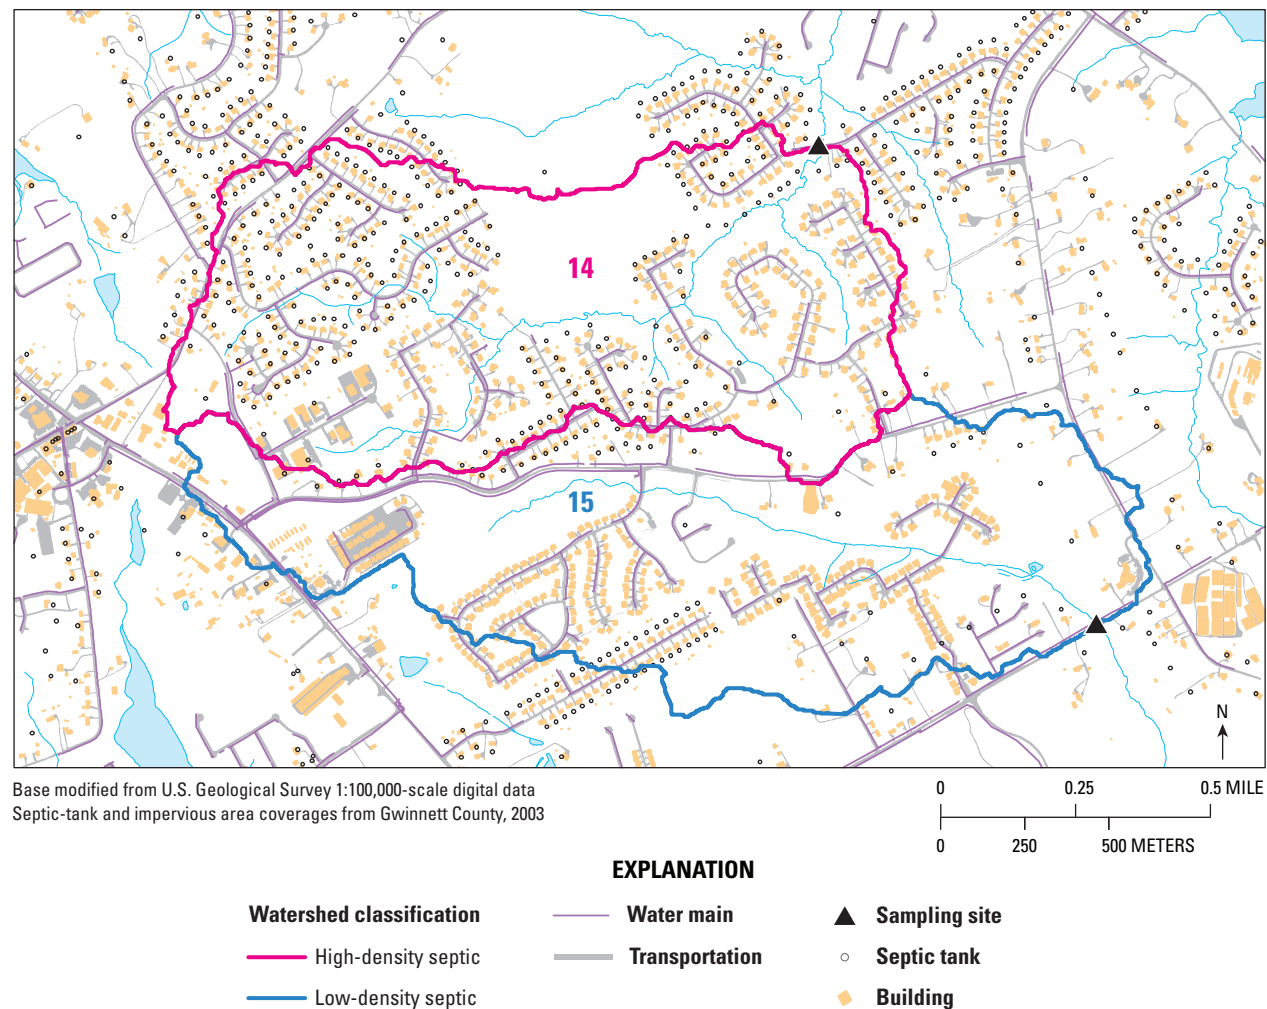 14
15
N
Base modified from U.S. Geological Survey 1:100,000-scale digital data
Septic-tank and impervious area coverages from Gwinnett County, 2003
0 0.25 0.5 MILE
0 250 500 METERS
EXPLANATION
Watershed classification
High-density septic
Low-density septic
Water main
Transportation
Sampling site
Septic tank
Building